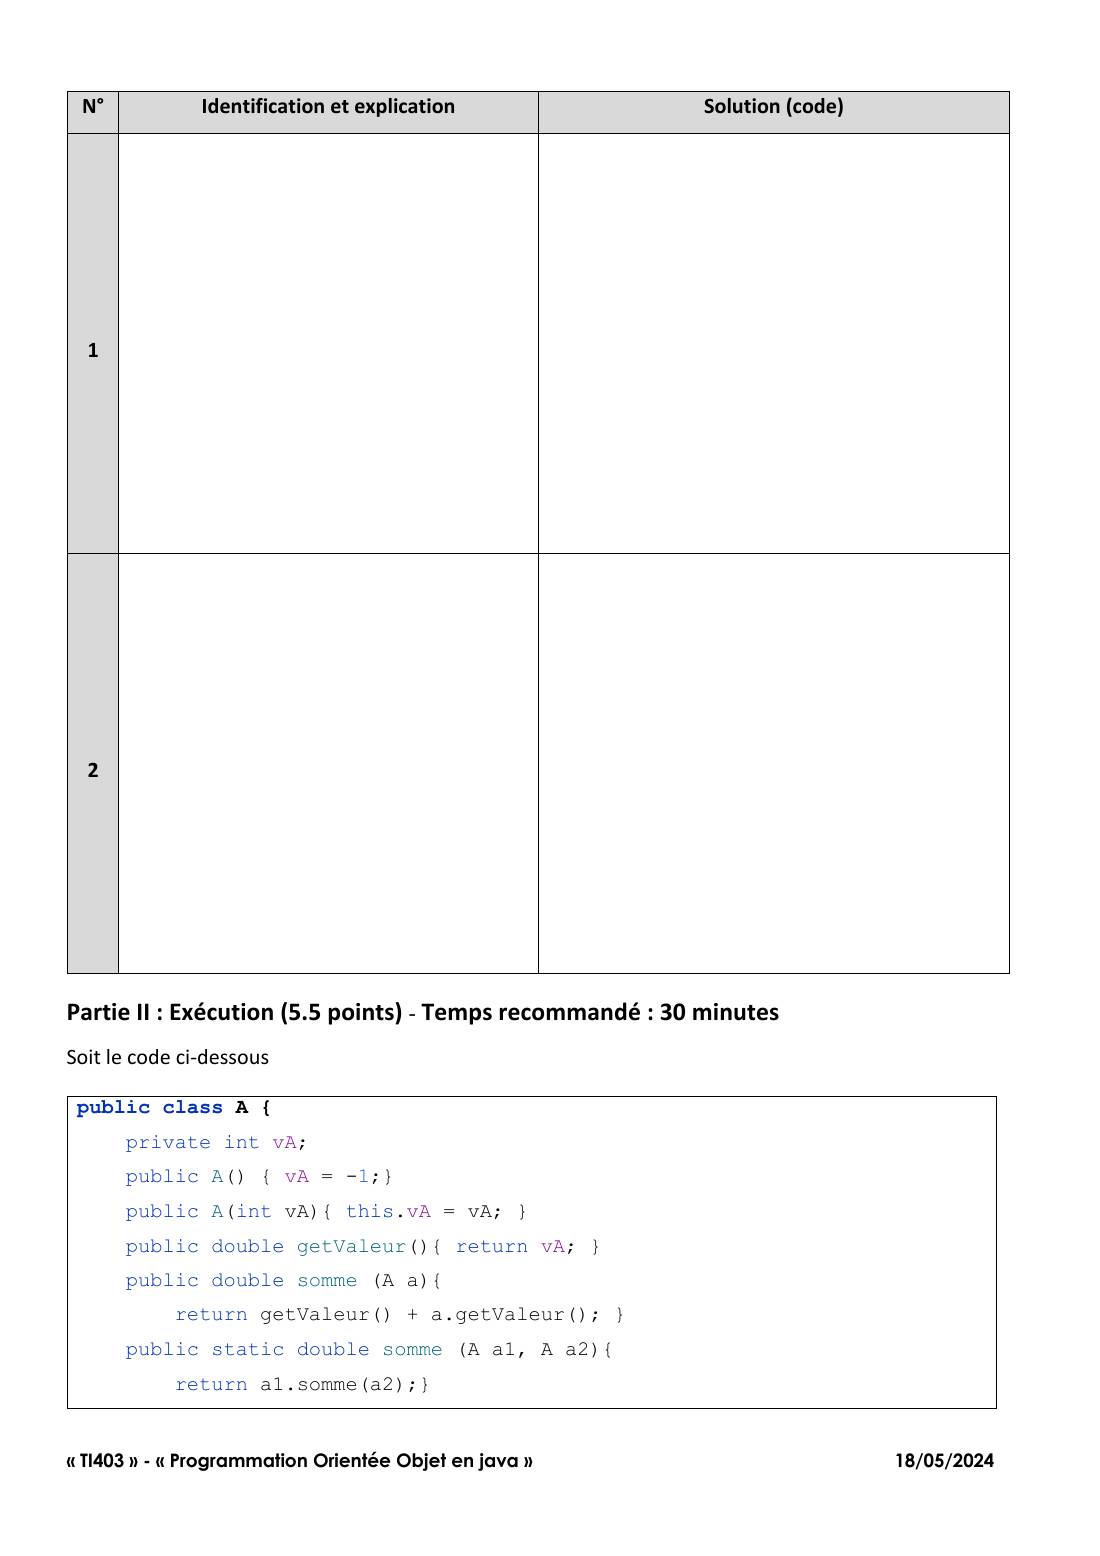 N° Identification et explication Solution (code)
1
2
Partie II : Exécution (5.5 points) - Temps recommandé : 30 minutes
Soit le code ci-dessous
public class A {
    private int vA;
    public A() { vA = -1;}
    public A(int vA){ this.vA = vA; }
    public double getValeur(){ return vA; }
    public double somme (A a){
        return getValeur() + a.getValeur(); }
    public static double somme (A a1, A a2){
        return a1.somme(a2);}
« TI403 » - « Programmation Orientée Objet en java » 18/05/2024